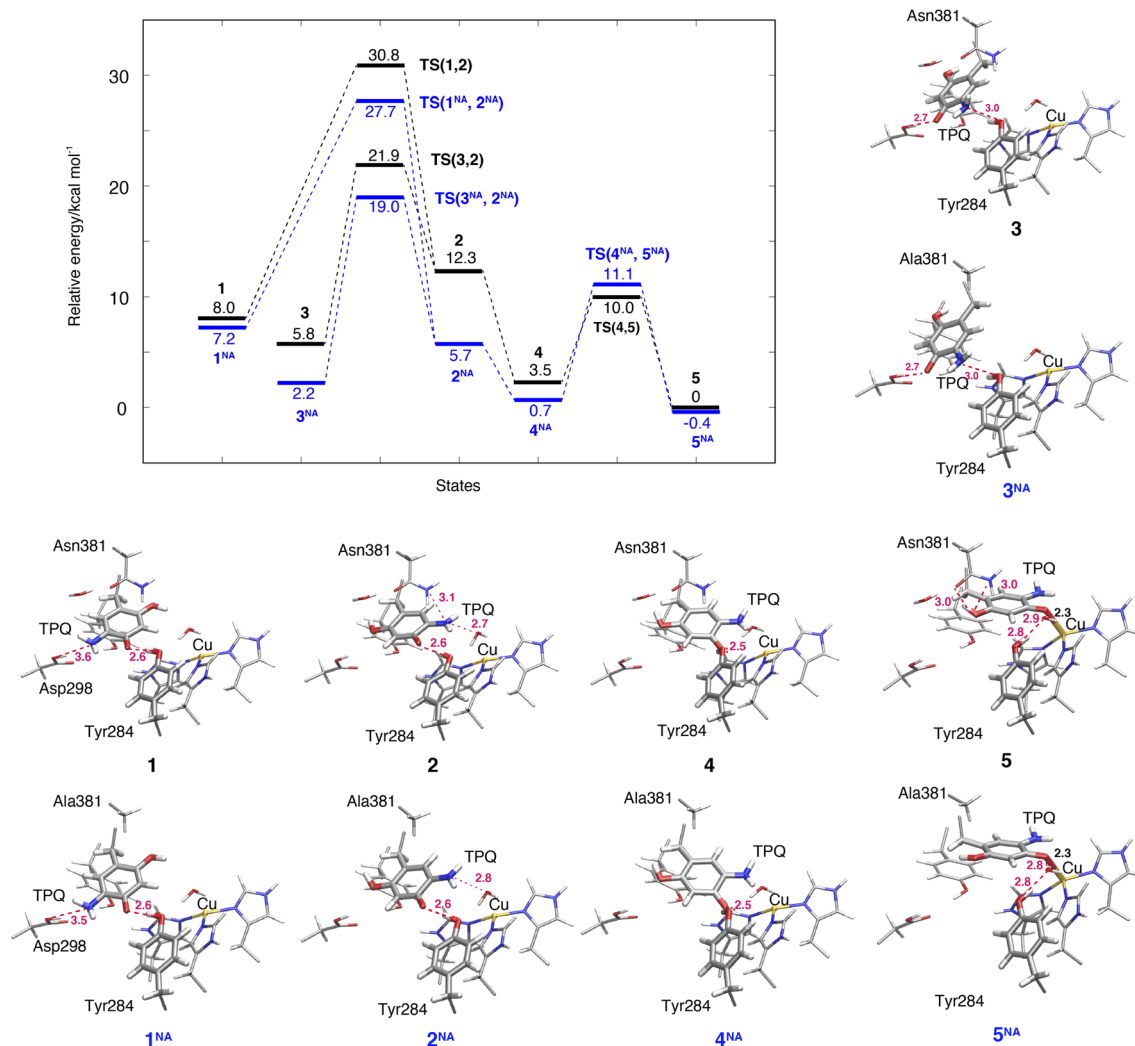 Relative energy/kcal mol⁻¹
30
20
10
0
States
30.8
TS(1,2)
27.7
TS(1ᴺᴬ, 2ᴺᴬ)
21.9
TS(3,2)
19.0
TS(3ᴺᴬ, 2ᴺᴬ)
1
8.0
7.2
1ᴺᴬ
3
5.8
2.2
3ᴺᴬ
2
12.3
5.7
2ᴺᴬ
4
3.5
0.7
4ᴺᴬ
TS(4ᴺᴬ, 5ᴺᴬ)
11.1
10.0
TS(4,5)
5
0
-0.4
5ᴺᴬ
Asn381
3.0
Cu
2.7
TPQ
Tyr284
3
Ala381
Cu
2.7
TPQ
3.0
Tyr284
3ᴺᴬ
Asn381
TPQ
Cu
3.6
2.6
Asp298
Tyr284
1
Asn381
3.1
TPQ
2.7
Cu
2.6
Tyr284
2
Asn381
TPQ
Cu
2.5
Tyr284
4
Asn381
TPQ
3.0
3.0
2.9
2.3
2.8
Cu
Tyr284
5
Ala381
TPQ
Cu
2.6
3.5
Asp298
Tyr284
1ᴺᴬ
Ala381
TPQ
2.8
Cu
2.6
Tyr284
2ᴺᴬ
Ala381
TPQ
Cu
2.5
Tyr284
4ᴺᴬ
Ala381
TPQ
2.3
2.8
Cu
2.8
Tyr284
5ᴺᴬ